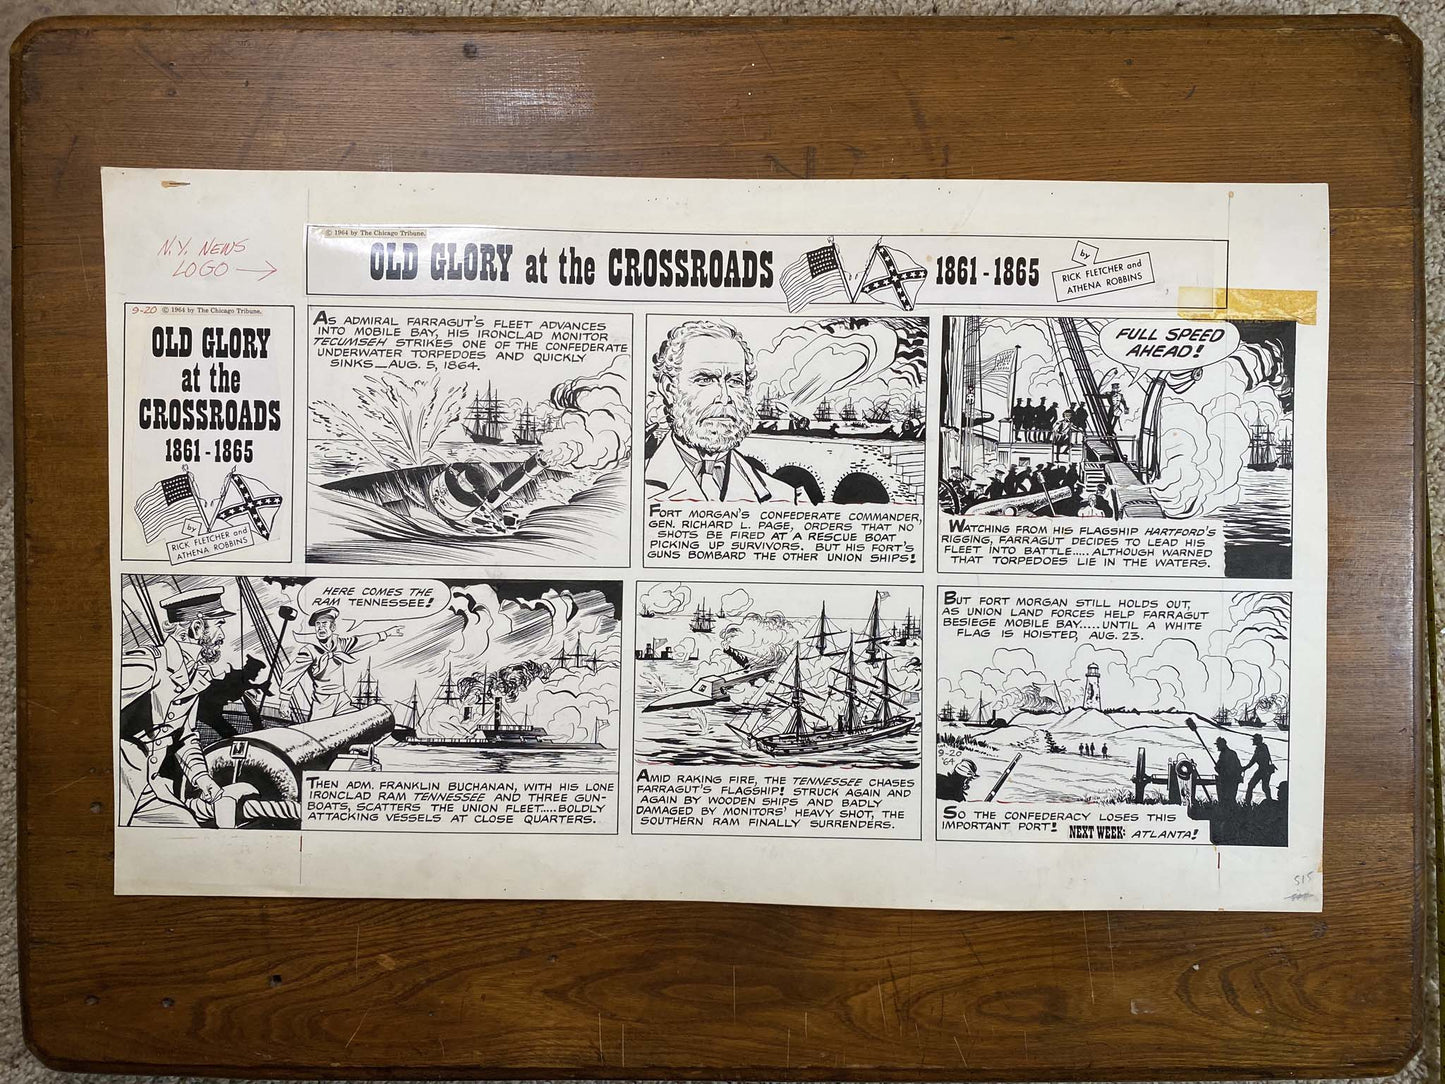 N.Y. NEWS
LOGO →
© 1964 by The Chicago Tribune.
OLD GLORY at the CROSSROADS
1861-1865
by
RICK FLETCHER and
ATHENA ROBBINS
9-20 © 1964 by The Chicago Tribune.
OLD GLORY
at the
CROSSROADS
1861-1865
by
RICK FLETCHER and
ATHENA ROBBINS
AS ADMIRAL FARRAGUT'S FLEET ADVANCES
INTO MOBILE BAY, HIS IRONCLAD MONITOR
TECUMSEH STRIKES ONE OF THE CONFEDERATE
UNDERWATER TORPEDOES AND QUICKLY
SINKS—AUG. 5, 1864.
FORT MORGAN'S CONFEDERATE COMMANDER,
GEN. RICHARD L. PAGE, ORDERS THAT NO
SHOTS BE FIRED AT A RESCUE BOAT
PICKING UP SURVIVORS. BUT HIS FORT'S
GUNS BOMBARD THE OTHER UNION SHIPS!
FULL SPEED
AHEAD!
WATCHING FROM HIS FLAGSHIP HARTFORD'S
RIGGING, FARRAGUT DECIDES TO LEAD HIS
FLEET INTO BATTLE.....ALTHOUGH WARNED
THAT TORPEDOES LIE IN THE WATERS.
HERE COMES THE
RAM TENNESSEE!
THEN ADM. FRANKLIN BUCHANAN, WITH HIS LONE
IRONCLAD RAM TENNESSEE AND THREE GUN-
BOATS, SCATTERS THE UNION FLEET....BOLDLY
ATTACKING VESSELS AT CLOSE QUARTERS.
AMID RAKING FIRE, THE TENNESSEE CHASES
FARRAGUT'S FLAGSHIP! STRUCK AGAIN AND
AGAIN BY WOODEN SHIPS AND BADLY
DAMAGED BY MONITORS' HEAVY SHOT, THE
SOUTHERN RAM FINALLY SURRENDERS.
BUT FORT MORGAN STILL HOLDS OUT,
AS UNION LAND FORCES HELP FARRAGUT
BESIEGE MOBILE BAY.....UNTIL A WHITE
FLAG IS HOISTED, AUG. 23.
9-20
'64
SO THE CONFEDERACY LOSES THIS
IMPORTANT PORT! NEXT WEEK: ATLANTA!
515